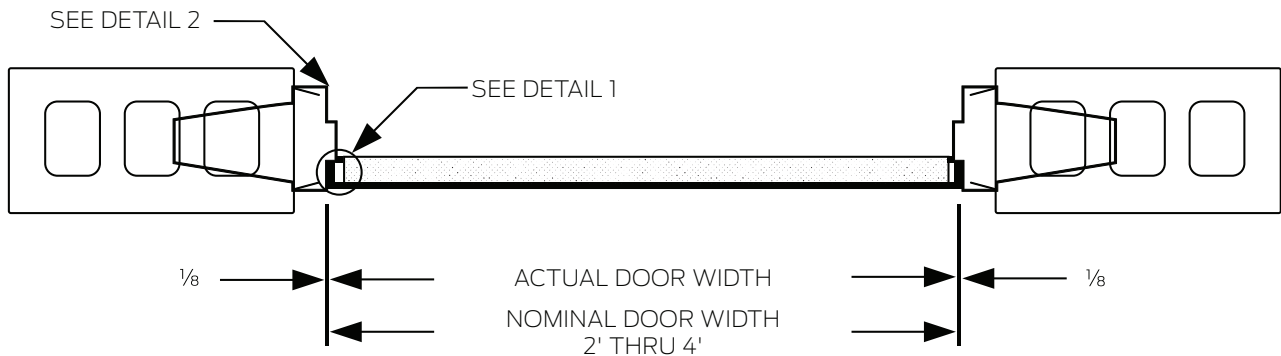 SEE DETAIL 2
SEE DETAIL 1
⅛ ACTUAL DOOR WIDTH ⅛
NOMINAL DOOR WIDTH
2' THRU 4'